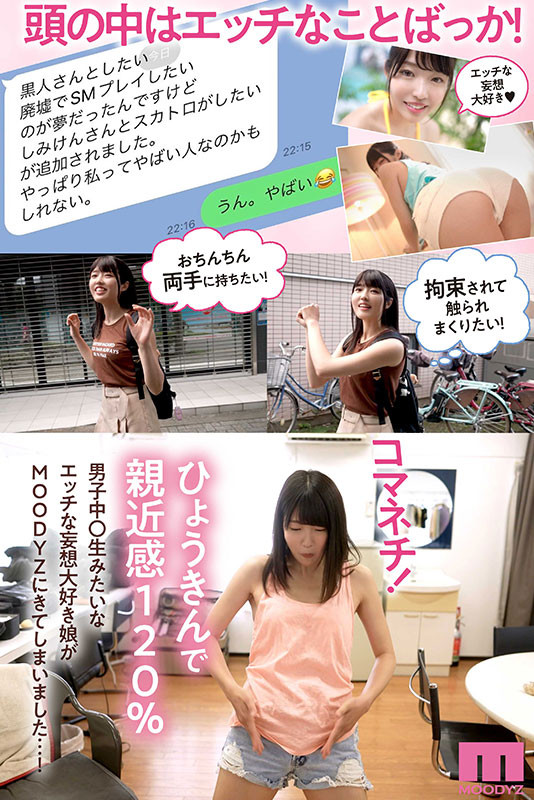 頭の中はエッチなことばっか!
今日
黒人さんとしたい
廃墟でSMプレイしたい
のが夢だったんですけど
しみけんさんとスカトロがしたい
が追加されました。
やっぱり私ってやばい人なのかも
しれない。
22:15
うん。やばい😂
22:16
エッチな
妄想
大好き♥
おちんちん
両手に持ちたい!
拘束されて
触られ
まくりたい!
コマネチ!
ひょうきんで
親近感120%
男子中〇生みたいな
エッチな妄想大好き娘が
MOODYZにきてしまいました…!
m
MOODYZ